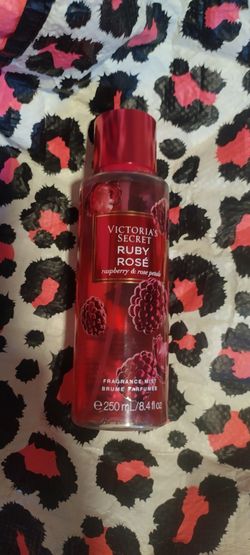 VICTORIA'S
SECRET
RUBY
ROSÉ
raspberry & rose petals
FRAGRANCE MIST
BRUME PARFUMÉE
℮250 mL/8.4 fl oz